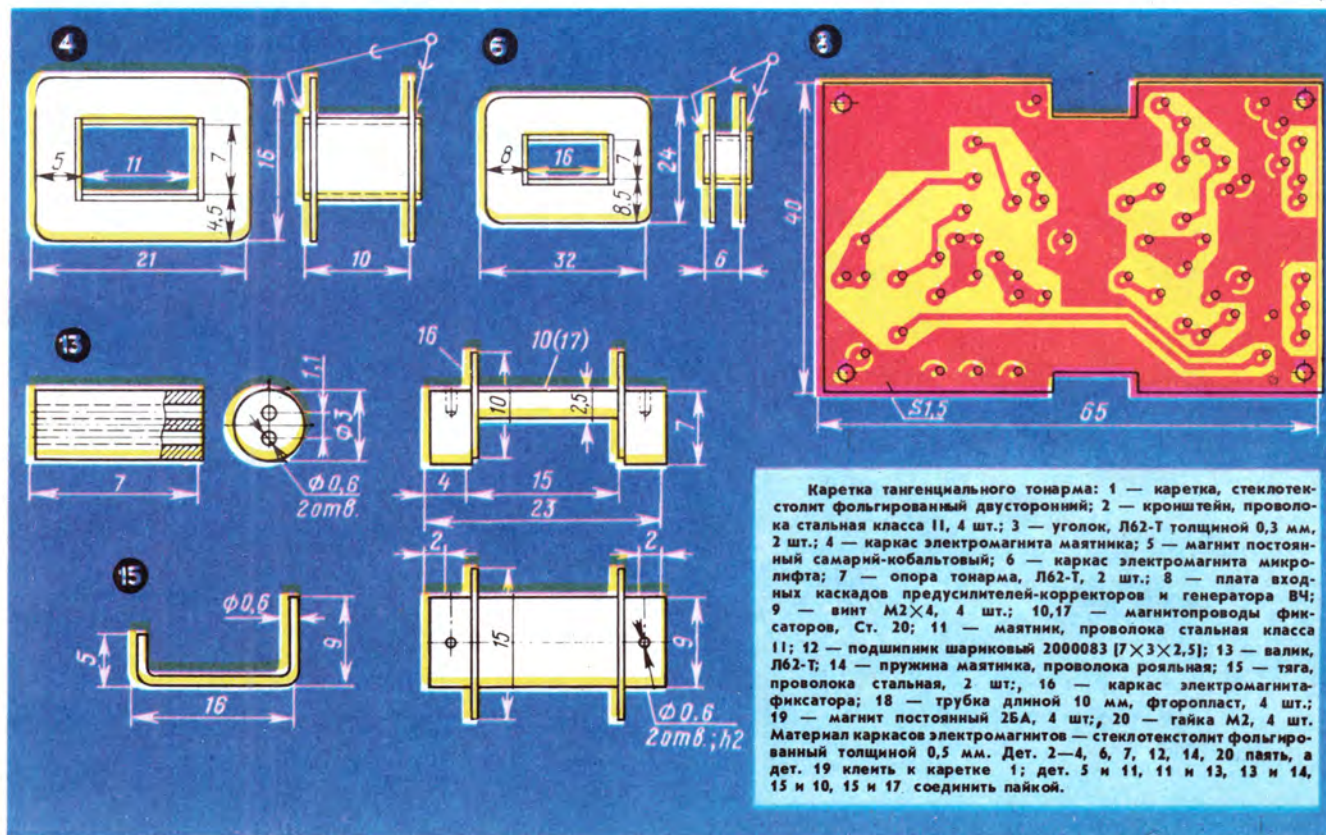 4
5
11
7
4,5
16
21
10
6
8
16
7
8,5
24
32
6
8
40
S1,5
65
13
7
1,1
Ф3
Ф0,6
2отв.
16
10(17)
10
2,5
7
4
15
23
15
Ф0,6
5
9
16
2
2
15
9
Ф0.6
2отв.; h2
Каретка тангенциального тонарма: 1 — каретка, стеклотек-
столит фольгированный двусторонний; 2 — кронштейн, проволо-
ка стальная класса II, 4 шт.; 3 — уголок, Л62-Т толщиной 0,3 мм,
2 шт.; 4 — каркас электромагнита маятника; 5 — магнит постоян-
ный самарий-кобальтовый; 6 — каркас электромагнита микро-
лифта; 7 — опора тонарма, Л62-Т, 2 шт.; 8 — плата вход-
ных каскадов предусилителей-корректоров и генератора ВЧ;
9 — винт М2×4, 4 шт.; 10,17 — магнитопроводы фик-
саторов, Ст. 20; 11 — маятник, проволока стальная класса
II; 12 — подшипник шариковый 2000083 (7×3×2,5); 13 — валик,
Л62-Т; 14 — пружина маятника, проволока рояльная; 15 — тяга,
проволока стальная, 2 шт;, 16 — каркас электромагнита-
фиксатора; 18 — трубка длиной 10 мм, фторопласт, 4 шт.;
19 — магнит постоянный 2БА, 4 шт;, 20 — гайка М2, 4 шт.
Материал каркасов электромагнитов — стеклотекстолит фольгиро-
ванный толщиной 0,5 мм. Дет. 2—4, 6, 7, 12, 14, 20 паять, а
дет. 19 клеить к каретке 1; дет. 5 и 11, 11 и 13, 13 и 14,
15 и 10, 15 и 17 соединить пайкой.